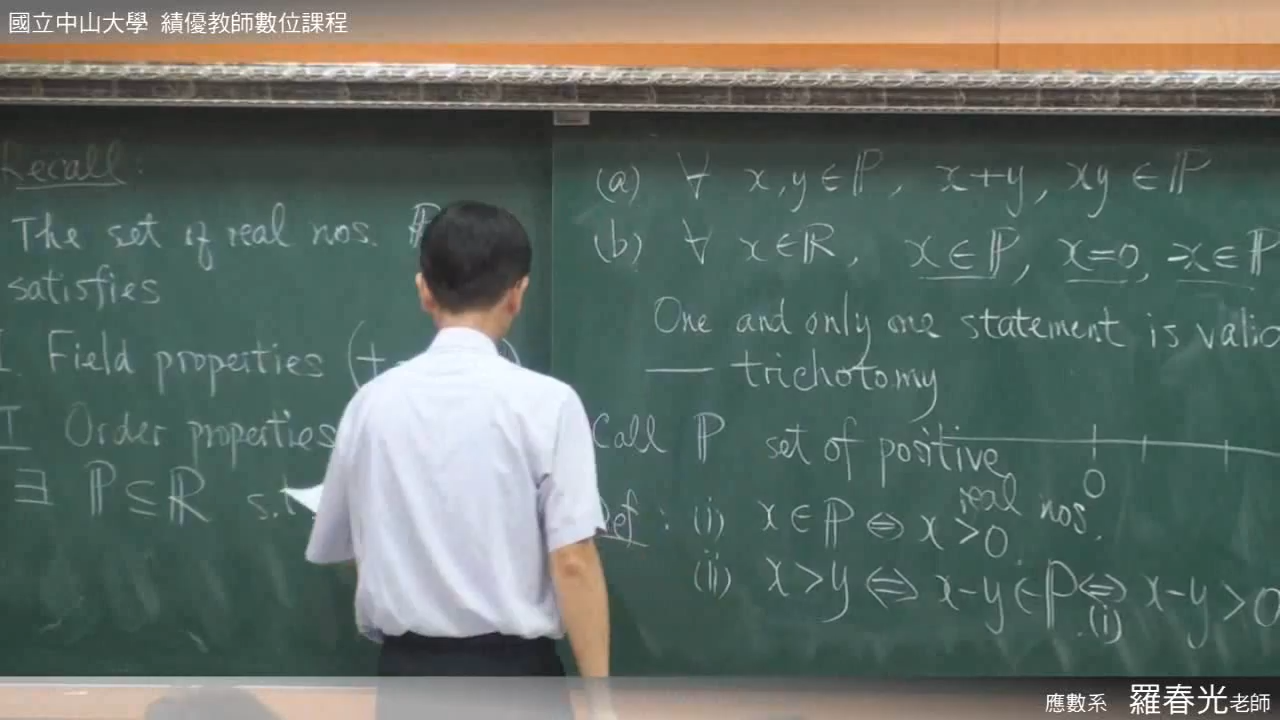 國立中山大學 績優教師數位課程
Recall:
The set of real nos.
satisfies
I Field properties (+
II Order properties
∃ ℙ ⊆ ℝ s.t.
(a) ∀ x, y ∈ ℙ, x+y, xy ∈ ℙ
(b) ∀ x ∈ ℝ, x ∈ ℙ, x=0, -x ∈ ℙ
One and only one statement is valid
— trichotomy
Call ℙ set of positive
real nos.
0
Def: (i) x ∈ ℙ ⇔ x > 0
(ii) x > y ⇔ x-y ∈ ℙ ⇔ x-y > 0
(i)
應數系 羅春光老師